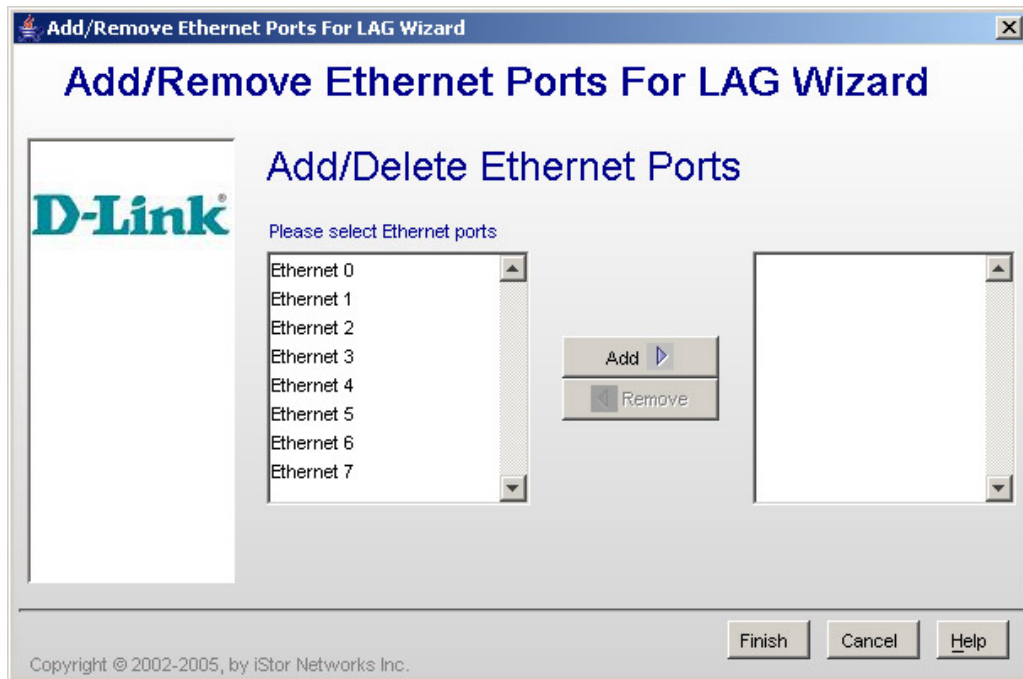 Add/Remove Ethernet Ports For LAG Wizard
Add/Remove Ethernet Ports For LAG Wizard
D-Link®
Add/Delete Ethernet Ports
Please select Ethernet ports
Ethernet 0
Ethernet 1
Ethernet 2
Ethernet 3
Ethernet 4
Ethernet 5
Ethernet 6
Ethernet 7
Add
Remove
Finish
Cancel
Help
Copyright © 2002-2005, by iStor Networks Inc.